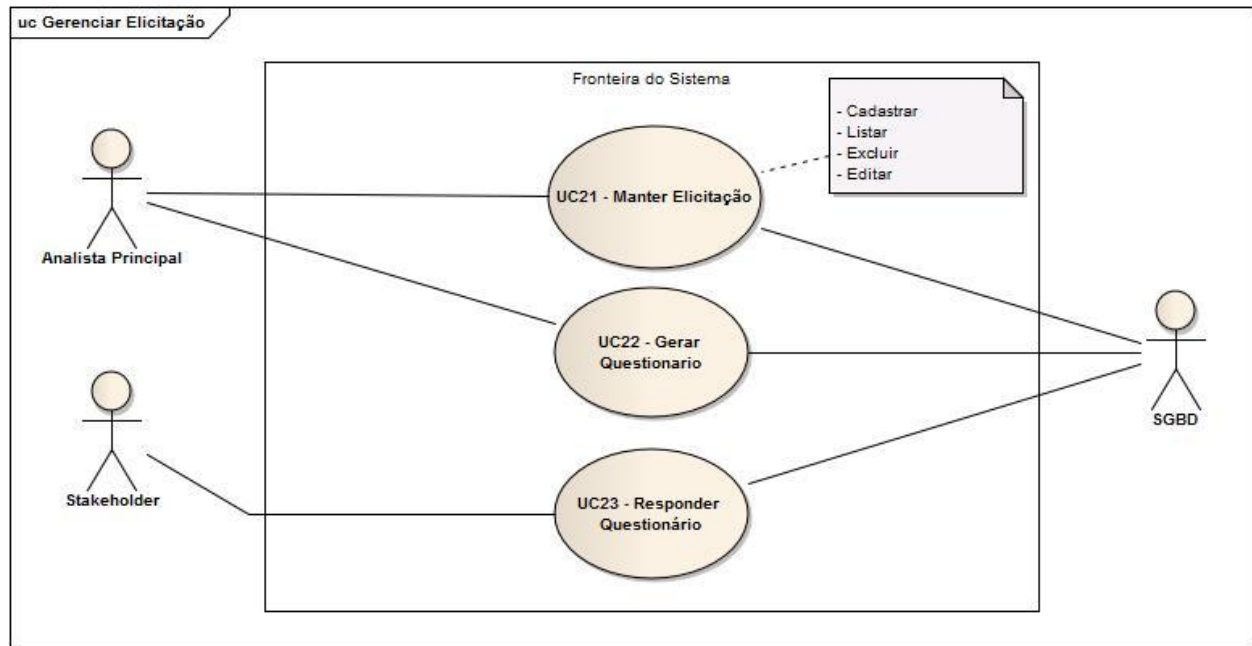 uc Gerenciar Elicitação
Fronteira do Sistema
- Cadastrar
- Listar
- Excluir
- Editar
UC21 - Manter Elicitação
Analista Principal
UC22 - Gerar
Questionario
SGBD
Stakeholder
UC23 - Responder
Questionário